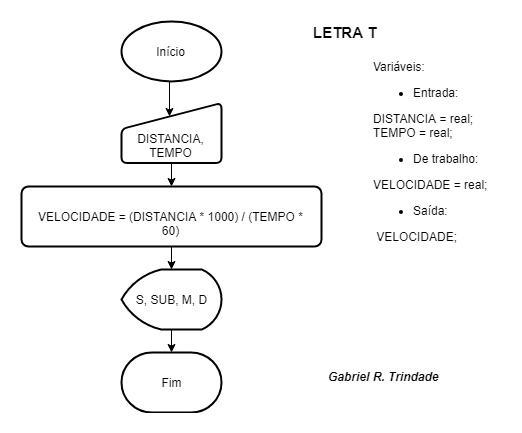 Início
DISTANCIA,
TEMPO
VELOCIDADE = (DISTANCIA * 1000) / (TEMPO *
60)
S, SUB, M, D
Fim
LETRA T
Variáveis:
• Entrada:
DISTANCIA = real;
TEMPO = real;
• De trabalho:
VELOCIDADE = real;
• Saída:
VELOCIDADE;
Gabriel R. Trindade